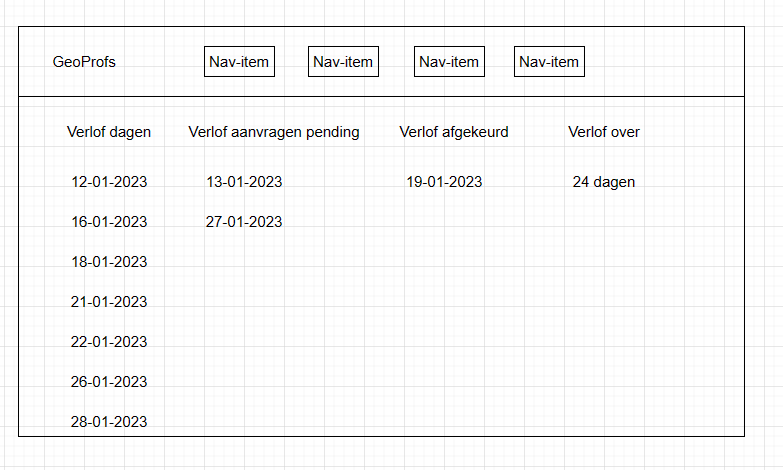 GeoProfs Nav-item Nav-item Nav-item Nav-item
Verlof dagen Verlof aanvragen pending Verlof afgekeurd Verlof over
12-01-2023 13-01-2023 19-01-2023 24 dagen
16-01-2023 27-01-2023
18-01-2023
21-01-2023
22-01-2023
26-01-2023
28-01-2023